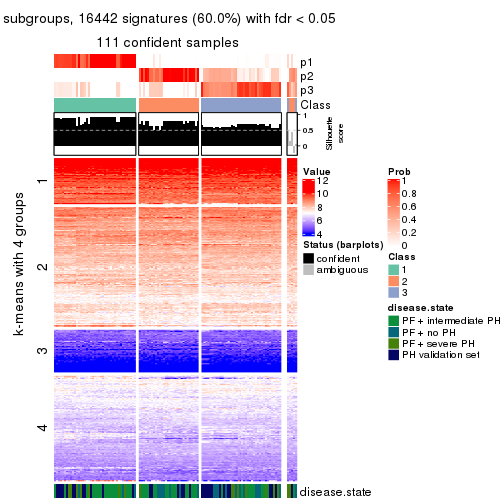 subgroups, 16442 signatures (60.0%) with fdr < 0.05
111 confident samples
p1
p2
p3
Class
1
0.5
0
Silhouette
score
k-means with 4 groups
1
2
3
4
Value
12
10
8
6
4
Status (barplots)
confident
ambiguous
Prob
1
0.8
0.6
0.4
0.2
0
Class
1
2
3
disease.state
PF + intermediate PH
PF + no PH
PF + severe PH
PH validation set
disease.state